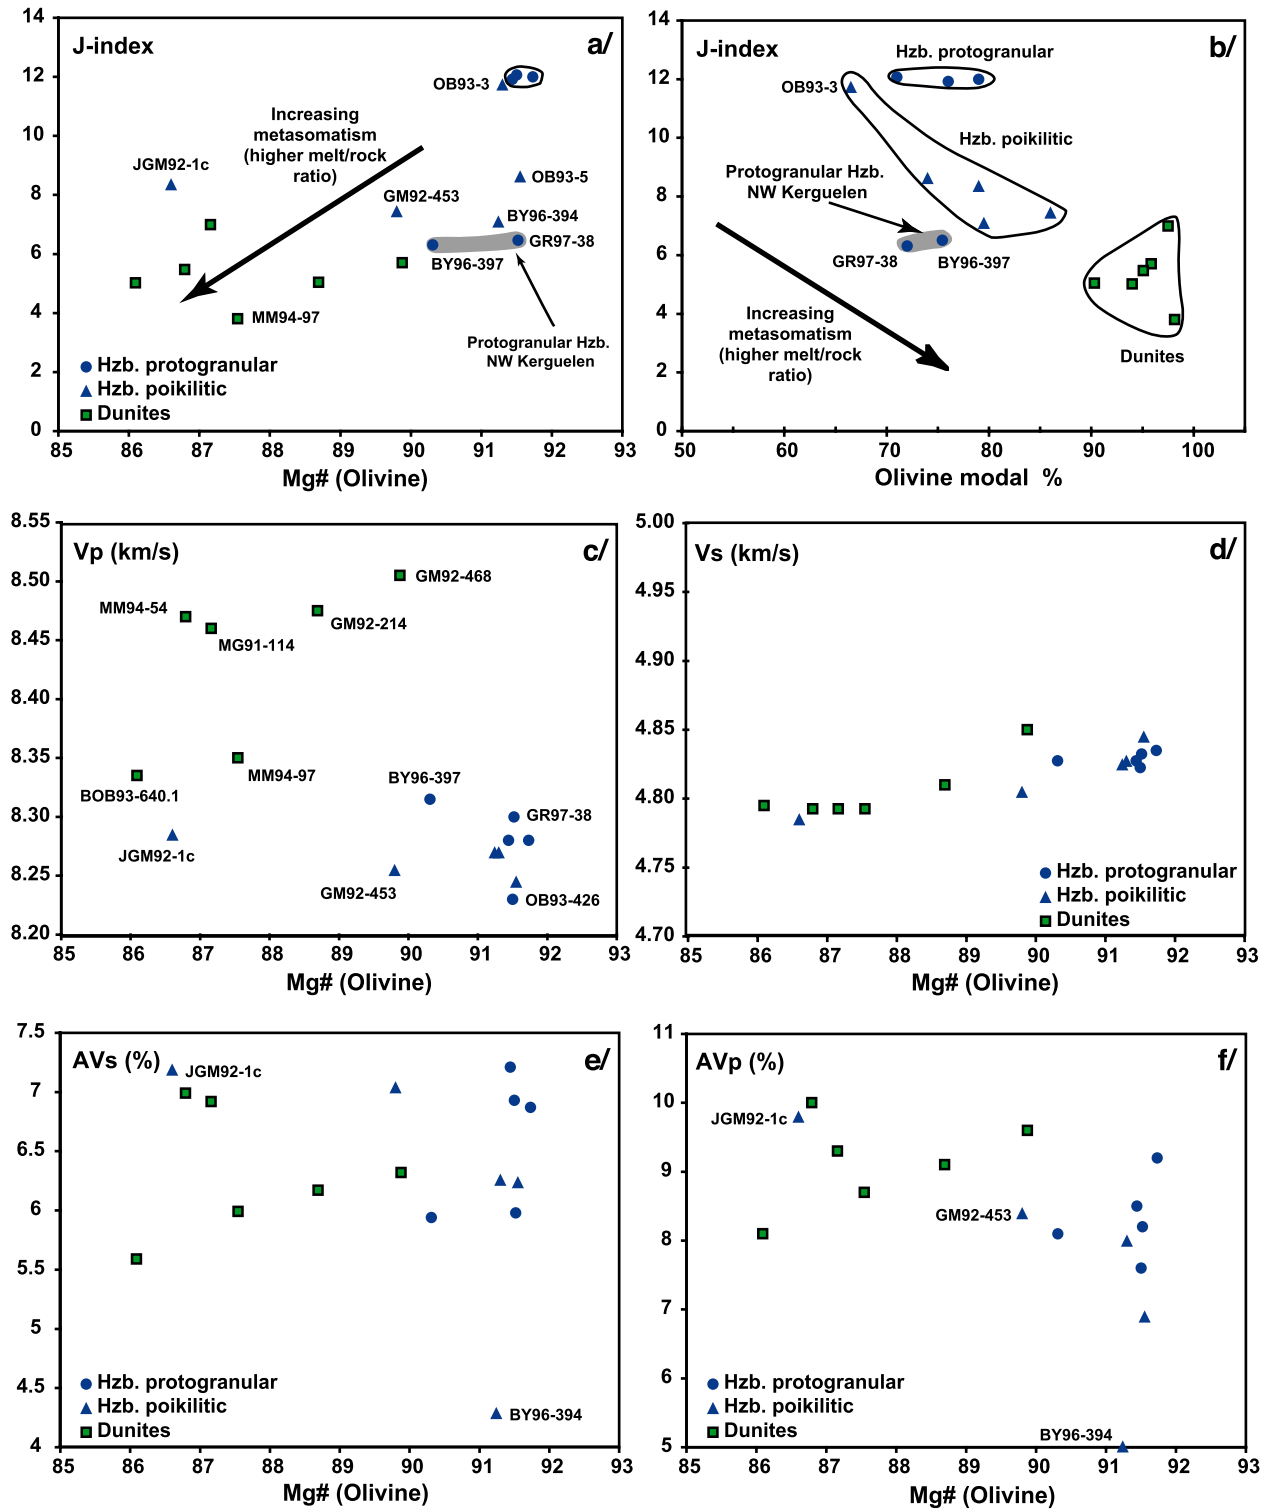 14
12
10
8
6
4
2
0
J-index
a/
OB93-3
Increasing
metasomatism
(higher melt/rock
ratio)
JGM92-1c
OB93-5
GM92-453
BY96-394
GR97-38
BY96-397
MM94-97
Protogranular Hzb.
NW Kerguelen
Hzb. protogranular
Hzb. poikilitic
Dunites
85 86 87 88 89 90 91 92 93
Mg# (Olivine)
14
12
10
8
6
4
2
0
J-index
b/
Hzb. protogranular
OB93-3
Hzb. poikilitic
Protogranular Hzb.
NW Kerguelen
GR97-38
BY96-397
Increasing
metasomatism
(higher melt/rock
ratio)
Dunites
50 60 70 80 90 100
Olivine modal %
8.55
8.50
8.45
8.40
8.35
8.30
8.25
8.20
Vp (km/s)
c/
GM92-468
MM94-54
GM92-214
MG91-114
MM94-97
BY96-397
BOB93-640.1
GR97-38
JGM92-1c
GM92-453
OB93-426
85 86 87 88 89 90 91 92 93
Mg# (Olivine)
5.00
4.95
4.90
4.85
4.80
4.75
4.70
Vs (km/s)
d/
Hzb. protogranular
Hzb. poikilitic
Dunites
85 86 87 88 89 90 91 92 93
Mg# (Olivine)
7.5
7
6.5
6
5.5
5
4.5
4
AVs (%)
e/
JGM92-1c
Hzb. protogranular
Hzb. poikilitic
Dunites
BY96-394
85 86 87 88 89 90 91 92 93
Mg# (Olivine)
11
10
9
8
7
6
5
AVp (%)
f/
JGM92-1c
GM92-453
Hzb. protogranular
Hzb. poikilitic
Dunites
BY96-394
85 86 87 88 89 90 91 92 93
Mg# (Olivine)